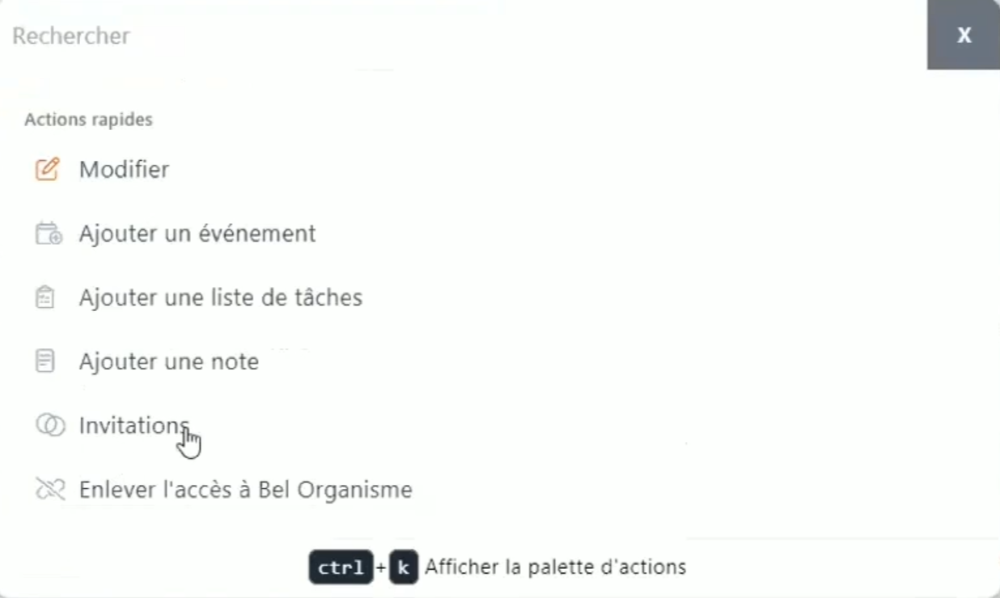 Rechercher
X
Actions rapides
Modifier
Ajouter un événement
Ajouter une liste de tâches
Ajouter une note
Invitations
Enlever l'accès à Bel Organisme
ctrl + k Afficher la palette d'actions